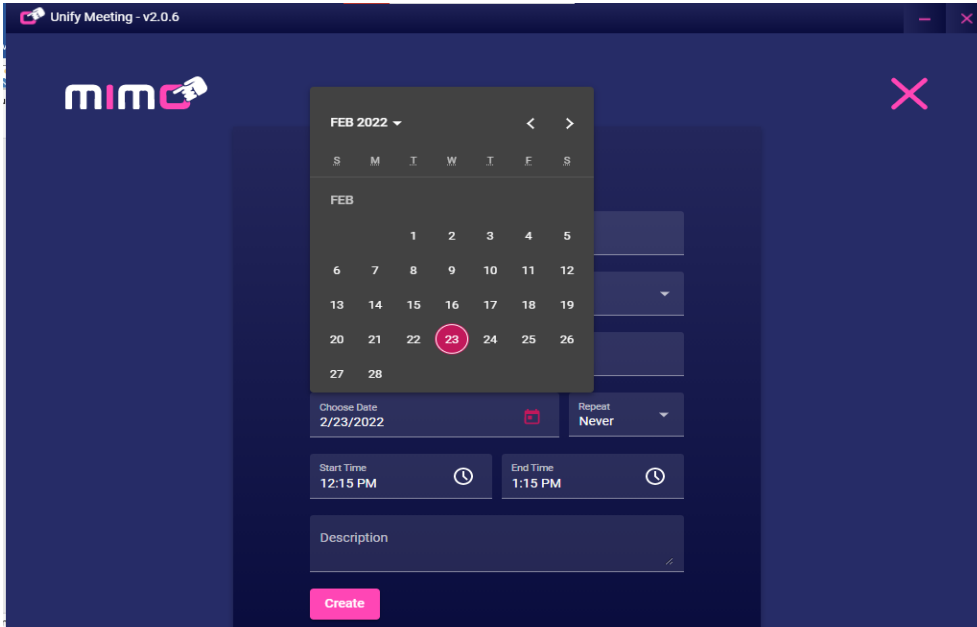 Unify Meeting - v2.0.6
mimo
FEB 2022
S M T W T F S
FEB
1 2 3 4 5
6 7 8 9 10 11 12
13 14 15 16 17 18 19
20 21 22 23 24 25 26
27 28
Choose Date
2/23/2022
Repeat
Never
Start Time
12:15 PM
End Time
1:15 PM
Description
Create